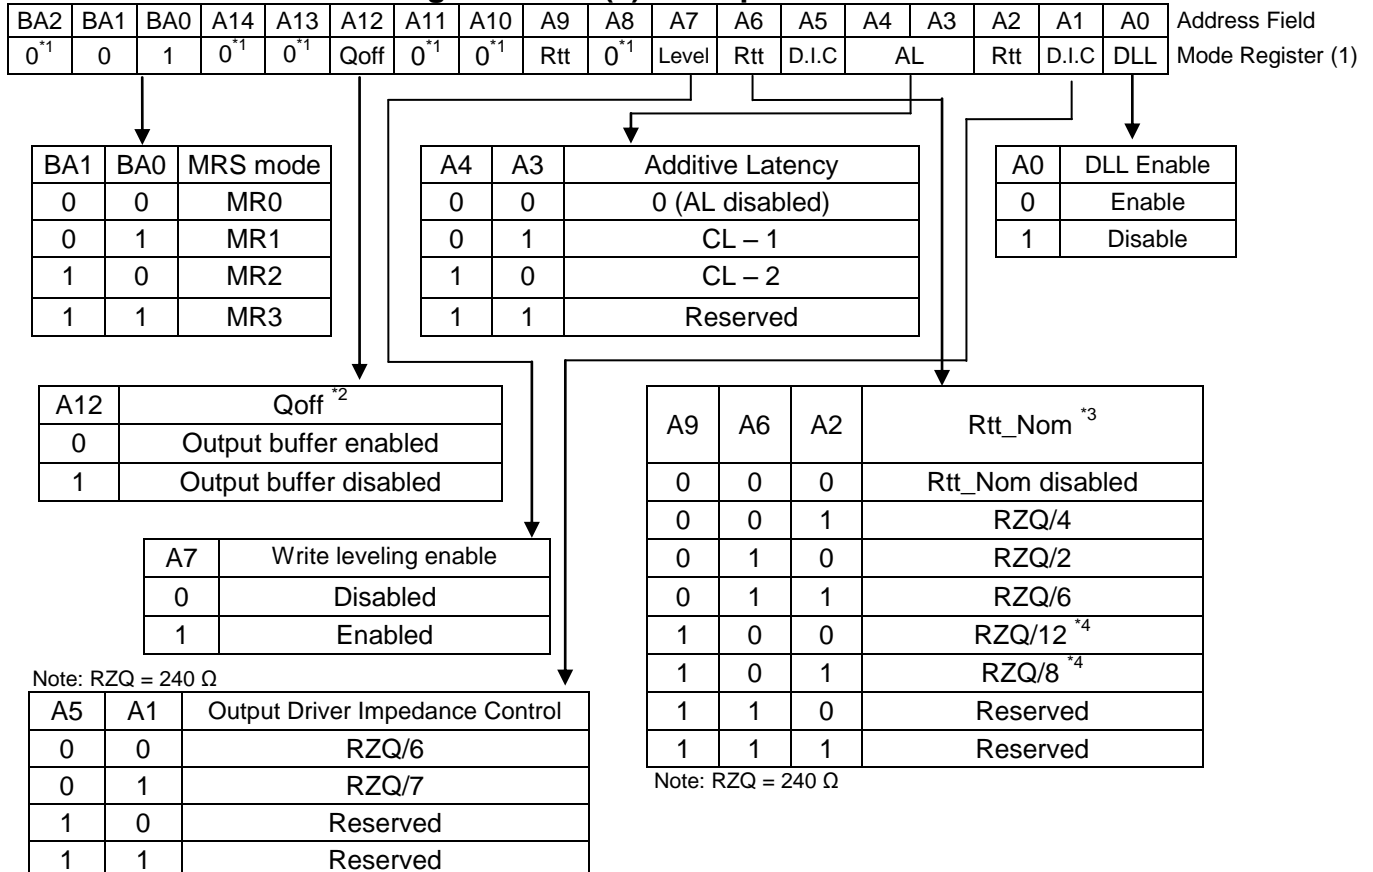 BA2 BA1 BA0 A14 A13 A12 A11 A10 A9 A8 A7 A6 A5 A4 A3 A2 A1 A0 Address Field
0*1 0 1 0*1 0*1 Qoff 0*1 0*1 Rtt 0*1 Level Rtt D.I.C AL Rtt D.I.C DLL Mode Register (1)
BA1 BA0 MRS mode
0 0 MR0
0 1 MR1
1 0 MR2
1 1 MR3
A4 A3 Additive Latency
0 0 0 (AL disabled)
0 1 CL – 1
1 0 CL – 2
1 1 Reserved
A0 DLL Enable
0 Enable
1 Disable
A12 Qoff *2
0 Output buffer enabled
1 Output buffer disabled
A7 Write leveling enable
0 Disabled
1 Enabled
Note: RZQ = 240 Ω
A5 A1 Output Driver Impedance Control
0 0 RZQ/6
0 1 RZQ/7
1 0 Reserved
1 1 Reserved
A9 A6 A2 Rtt_Nom *3
0 0 0 Rtt_Nom disabled
0 0 1 RZQ/4
0 1 0 RZQ/2
0 1 1 RZQ/6
1 0 0 RZQ/12 *4
1 0 1 RZQ/8 *4
1 1 0 Reserved
1 1 1 Reserved
Note: RZQ = 240 Ω